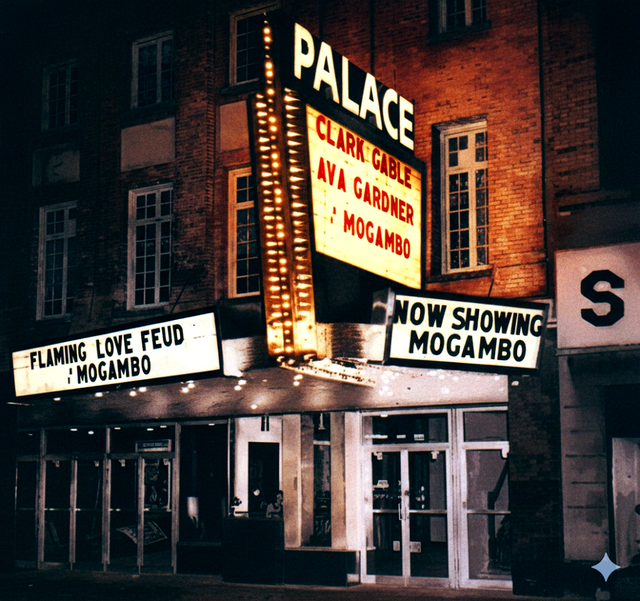 PALACE
CLARK GABLE
AVA GARDNER
' MOGAMBO
FLAMING LOVE FEUD
:' MOGAMBO
NOW SHOWING
MOGAMBO
S